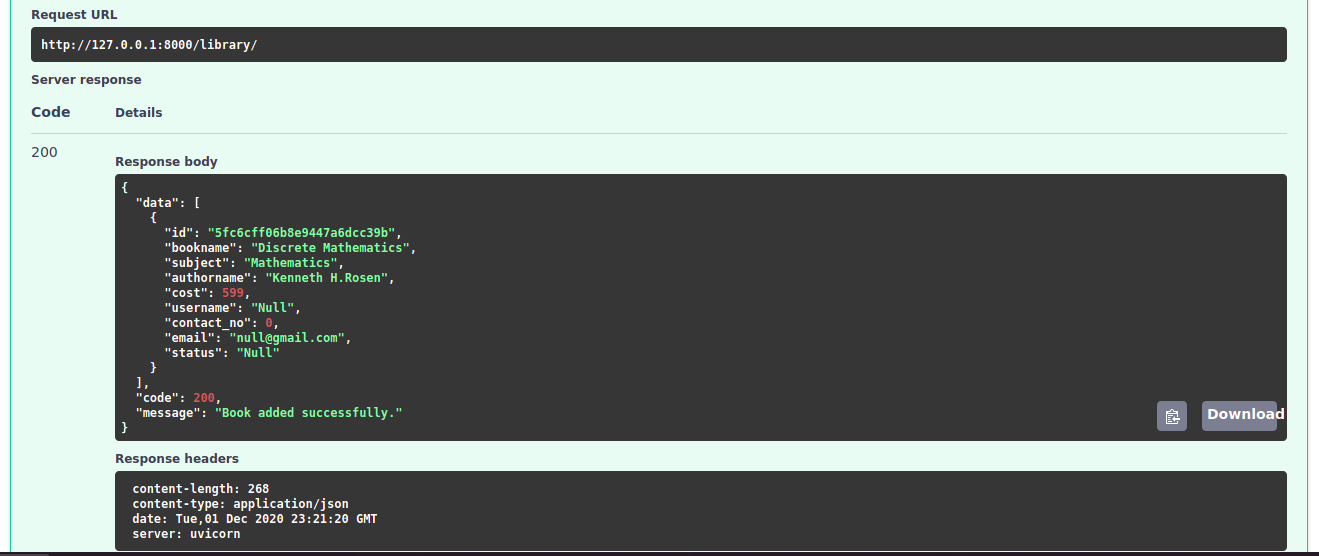 Request URL
http://127.0.0.1:8000/library/
Server response
Code Details
200
Response body
{
  "data": [
    {
      "id": "5fc6cff06b8e9447a6dcc39b",
      "bookname": "Discrete Mathematics",
      "subject": "Mathematics",
      "authorname": "Kenneth H.Rosen",
      "cost": 599,
      "username": "Null",
      "contact_no": 0,
      "email": "null@gmail.com",
      "status": "Null"
    }
  ],
  "code": 200,
  "message": "Book added successfully."
}
Download
Response headers
content-length: 268
content-type: application/json
date: Tue,01 Dec 2020 23:21:20 GMT
server: uvicorn